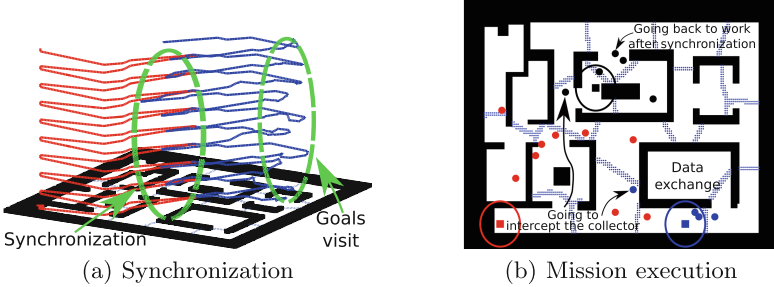 Synchronization
Goals
visit
(a) Synchronization
Going back to work
after synchronization
Data
exchange
Going to
intercept the collector
(b) Mission execution